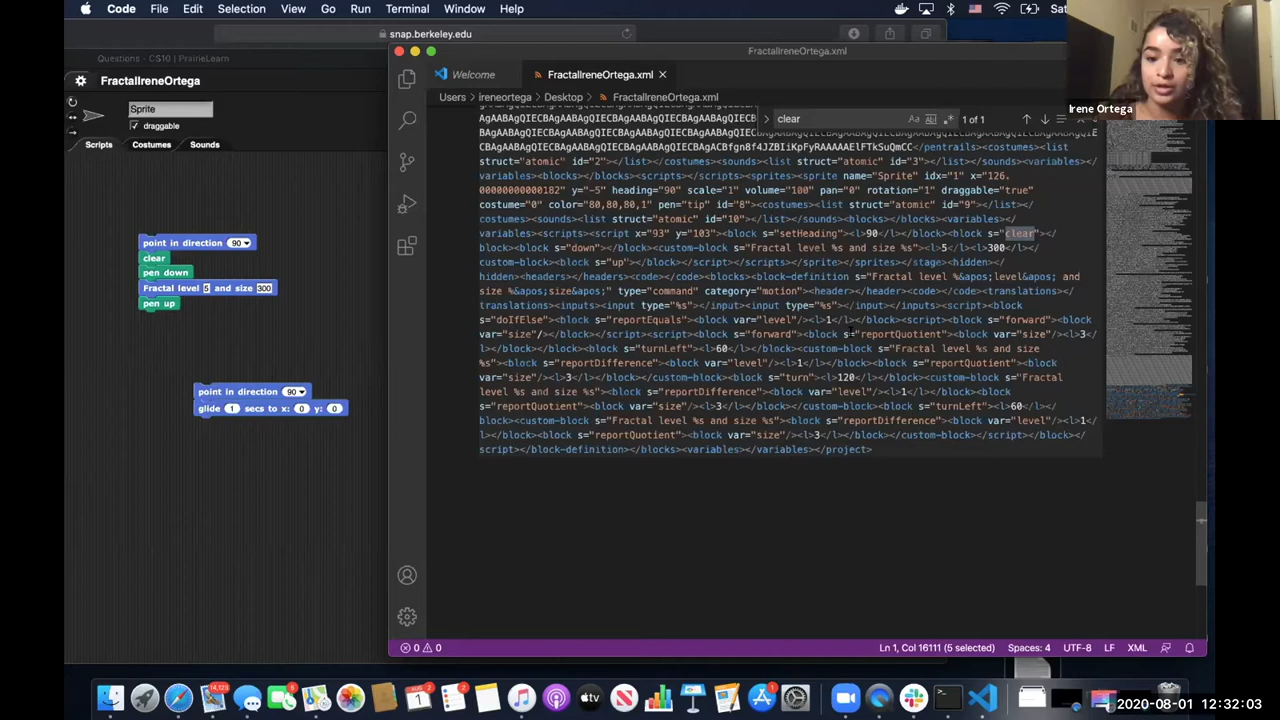 Code File Edit Selection View Go Run Terminal Window Help
snap.berkeley.edu
FractalIreneOrtega.xml
Questions - CS10 | PrairieLearn
Welcome
FractalIreneOrtega.xml
FractalIreneOrtega
Users > ireneortega > Desktop > FractalIreneOrtega.xml
Irene Ortega
Sprite
draggable
clear
1 of 1
Scripts Costumes Sounds
struct="atomic" id="2"></list></costumes><sounds><list struct="atomic" id="3"></list></sounds><variables></
variables><blocks></blocks><scripts></scripts><sprites><sprite name="Sprite" idx="1" x="126.
00000000000182" y="-5" heading="90" scale="1" volume="100" pan="0" rotation="1" draggable="true"
costume="0" color="80,80,80,1" pen="tip" id="8"><costumes><list struct="atomic" id="9"></list></
costumes><sounds><list struct="atomic" id="10"></list></sounds><blocks></blocks><variables></
variables><scripts><script x="93" y="103"><block s="setHeading"><l>90</l></block><block s="clear"></
block><block s="down"></block><custom-block s="Fractal level %s and size %s"><l>5</l><l>300</l></
custom-block><block s="up"></block></script></scripts></sprite></sprites></stage><hidden></
hidden><headers></headers><code></code><blocks><block-definition s="Fractal level %&apos;level&apos; and
size %&apos;size&apos;" type="command" category="motion"><header></header><code></code><translations></
translations><inputs><input type="%s"></input><input type="%s"></input></inputs><script><block
s="doIfElse"><block s="reportEquals"><block var="level"/><l>1</l></block><script><block s="forward"><block
var="size"/></block></script><script><block s="forward"><block s="reportQuotient"><block var="size"/><l>3</
l></block></block><block s="turnLeft"><l>60</l></block><custom-block s="Fractal level %s and size
%s"><block s="reportDifference"><block var="level"/><l>1</l></block><block s="reportQuotient"><block
var="size"/><l>3</l></block></custom-block><block s="turn"><l>120</l></block><custom-block s="Fractal
level %s and size %s"><block s="reportDifference"><block var="level"/><l>1</l></block><block
s="reportQuotient"><block var="size"/><l>3</l></block></custom-block><block s="turnLeft"><l>60</l></
block><custom-block s="Fractal level %s and size %s"><block s="reportDifference"><block var="level"/><l>1</
l></block><block s="reportQuotient"><block var="size"/><l>3</l></block></custom-block></script></block></
script></block-definition></blocks><variables></variables></project>
point in direction 90
clear
pen down
Fractal level 5 and size 300
pen up
point in direction 90
glide 1 secs to x: 0 y: 0
0 0
Ln 1, Col 16111 (5 selected) Spaces: 4 UTF-8 LF XML
2020-08-01 12:32:03